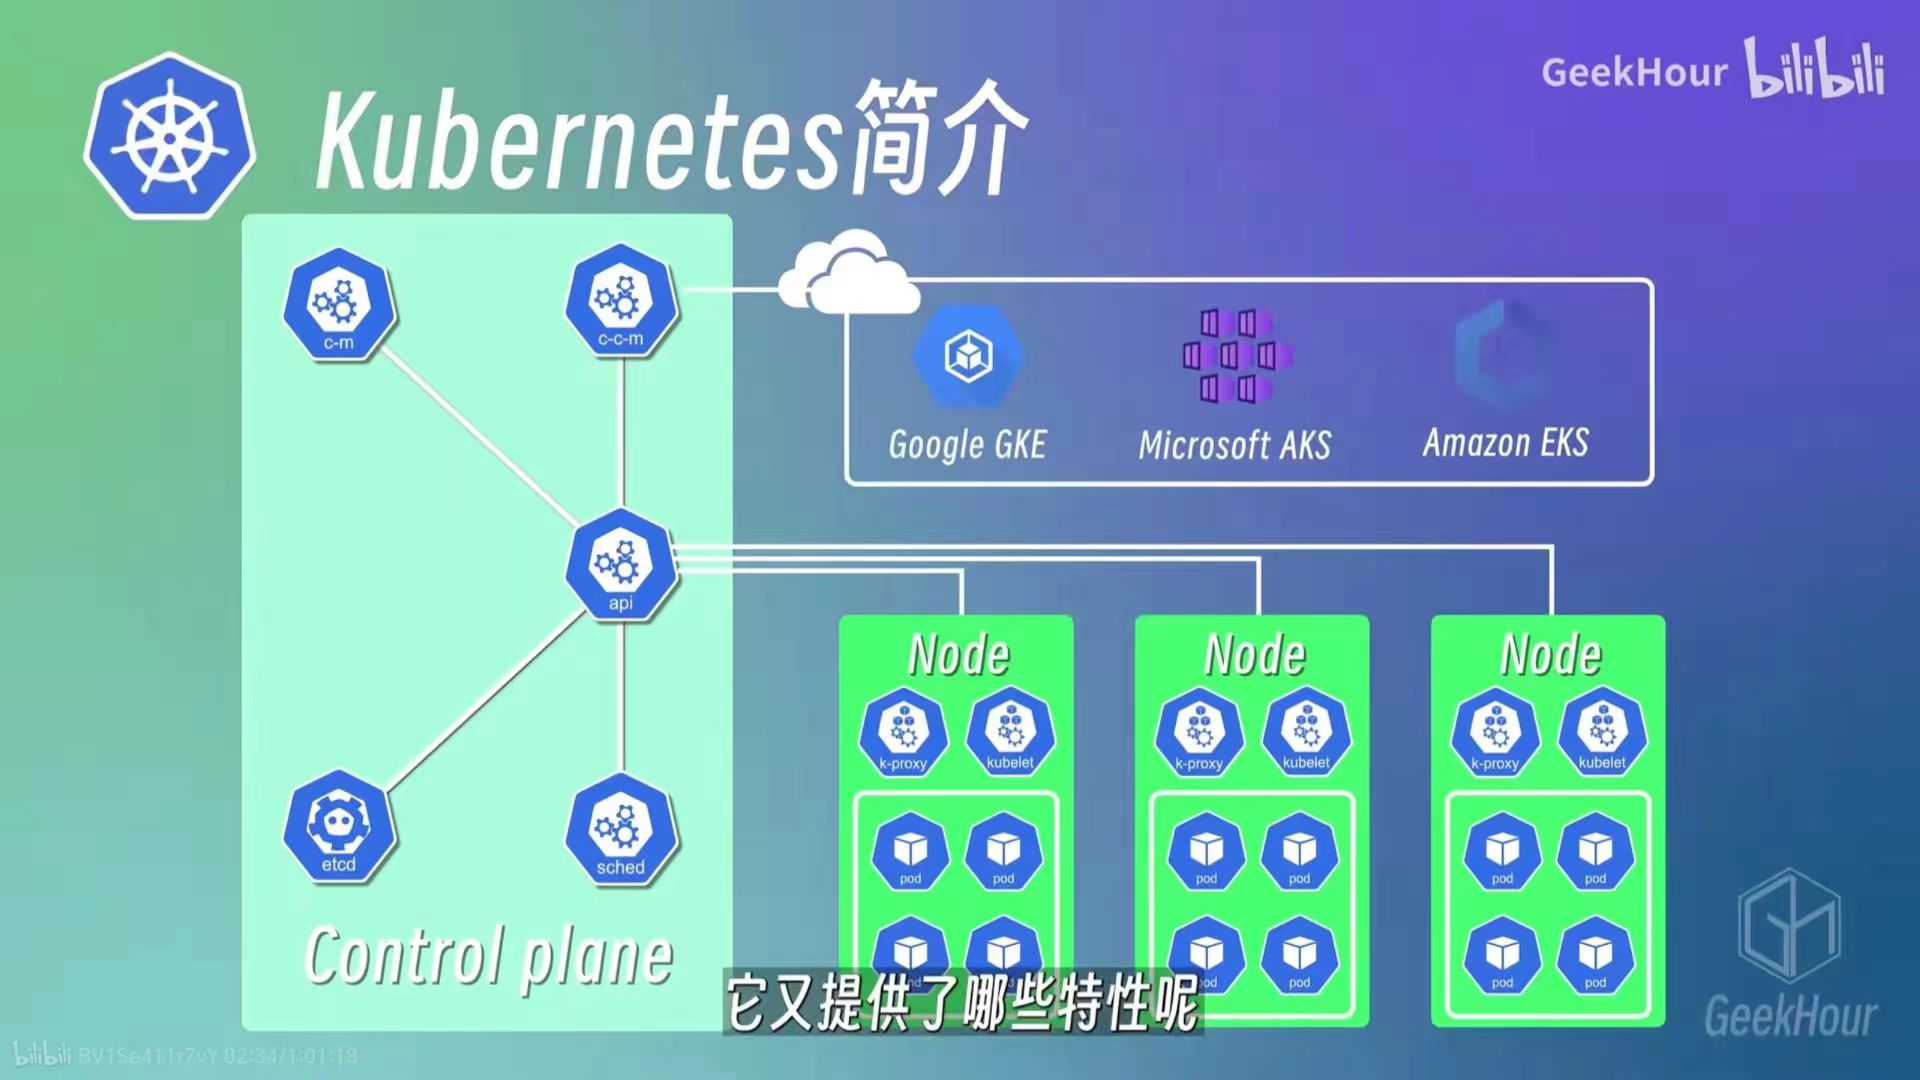 GeekHour bilibili
Kubernetes简介
c-m
c-c-m
Google GKE
Microsoft AKS
Amazon EKS
api
Node
Node
Node
k-proxy
kubelet
k-proxy
kubelet
k-proxy
kubelet
etcd
sched
pod
pod
pod
pod
pod
pod
pod
pod
pod
pod
pod
Control plane
它又提供了哪些特性呢
GeekHour
bilibili BV1Se411r7vY 02:34/1:01:18